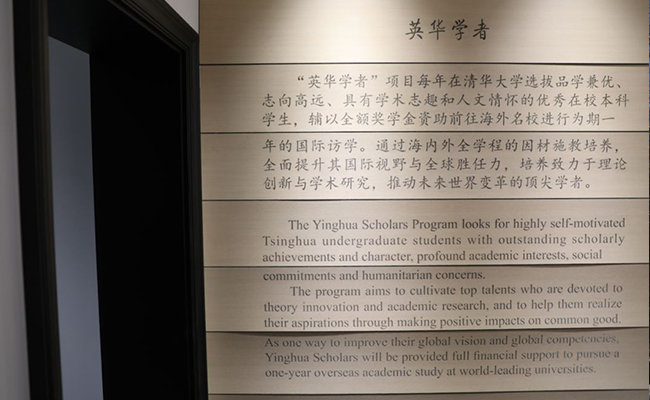 英华学者
“英华学者”项目每年在清华大学选拔品学兼优、
志向高远、具有学术志趣和人文情怀的优秀在校本科
学生，辅以全额奖学金资助前往海外名校进行为期一
年的国际访学。通过海内外全学程的因材施教培养，
全面提升其国际视野与全球胜任力，培养致力于理论
创新与学术研究，推动未来世界变革的顶尖学者。
The Yinghua Scholars Program looks for highly self-motivated
Tsinghua undergraduate students with outstanding scholarly
achievements and character, profound academic interests, social
commitments and humanitarian concerns.
The program aims to cultivate top talents who are devoted to
theory innovation and academic research, and to help them realize
their aspirations through making positive impacts on common good.
As one way to improve their global vision and global competencies,
Yinghua Scholars will be provided full financial support to pursue a
one-year overseas academic study at world-leading universities.